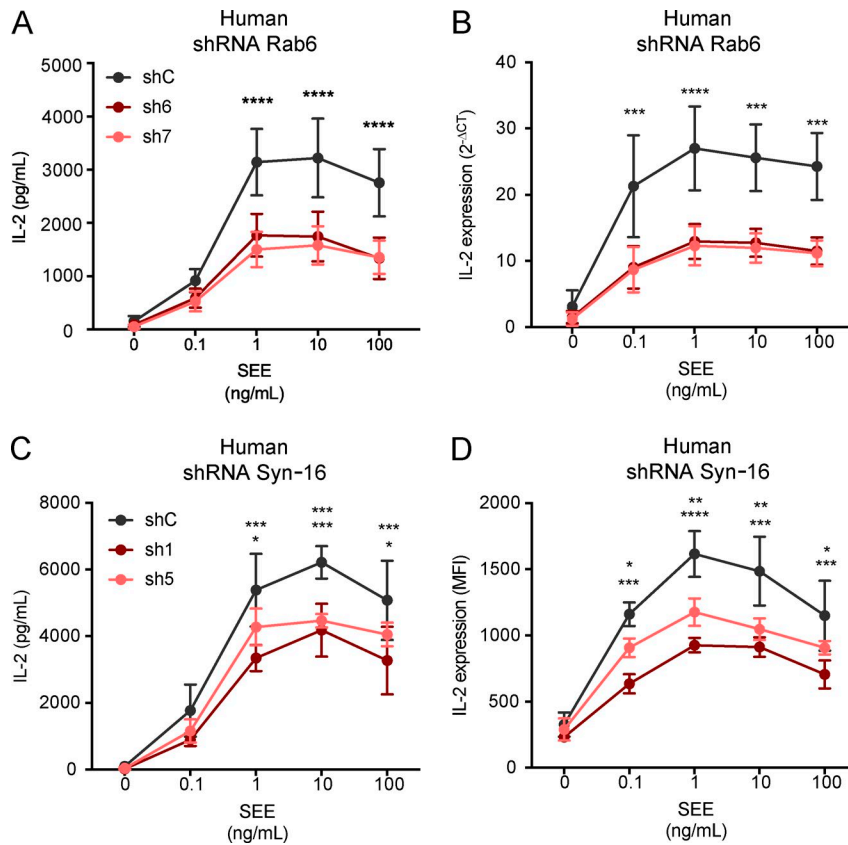 A
Human
shRNA Rab6
IL-2 (pg/mL)
6000
5000
4000
3000
2000
1000
0
shC
sh6
sh7
****
****
****
0
0.1
1
10
100
SEE
(ng/mL)
B
Human
shRNA Rab6
IL-2 expression (2-ΔCT)
40
30
20
10
0
***
****
***
***
0
0.1
1
10
100
SEE
(ng/mL)
C
Human
shRNA Syn-16
IL-2 (pg/mL)
8000
6000
4000
2000
0
shC
sh1
sh5
***
*
***
***
***
*
0
0.1
1
10
100
SEE
(ng/mL)
D
Human
shRNA Syn-16
IL-2 expression (MFI)
2000
1500
1000
500
0
*
***
**
****
**
***
*
***
0
0.1
1
10
100
SEE
(ng/mL)